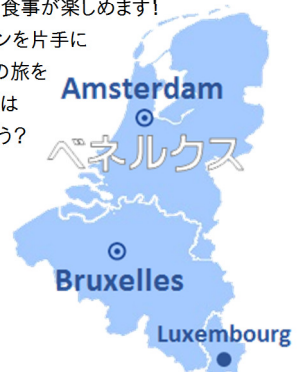 食事が楽しめます!
ンを片手に
の旅を
は
う?
Amsterdam
ベネルクス
Bruxelles
Luxembourg